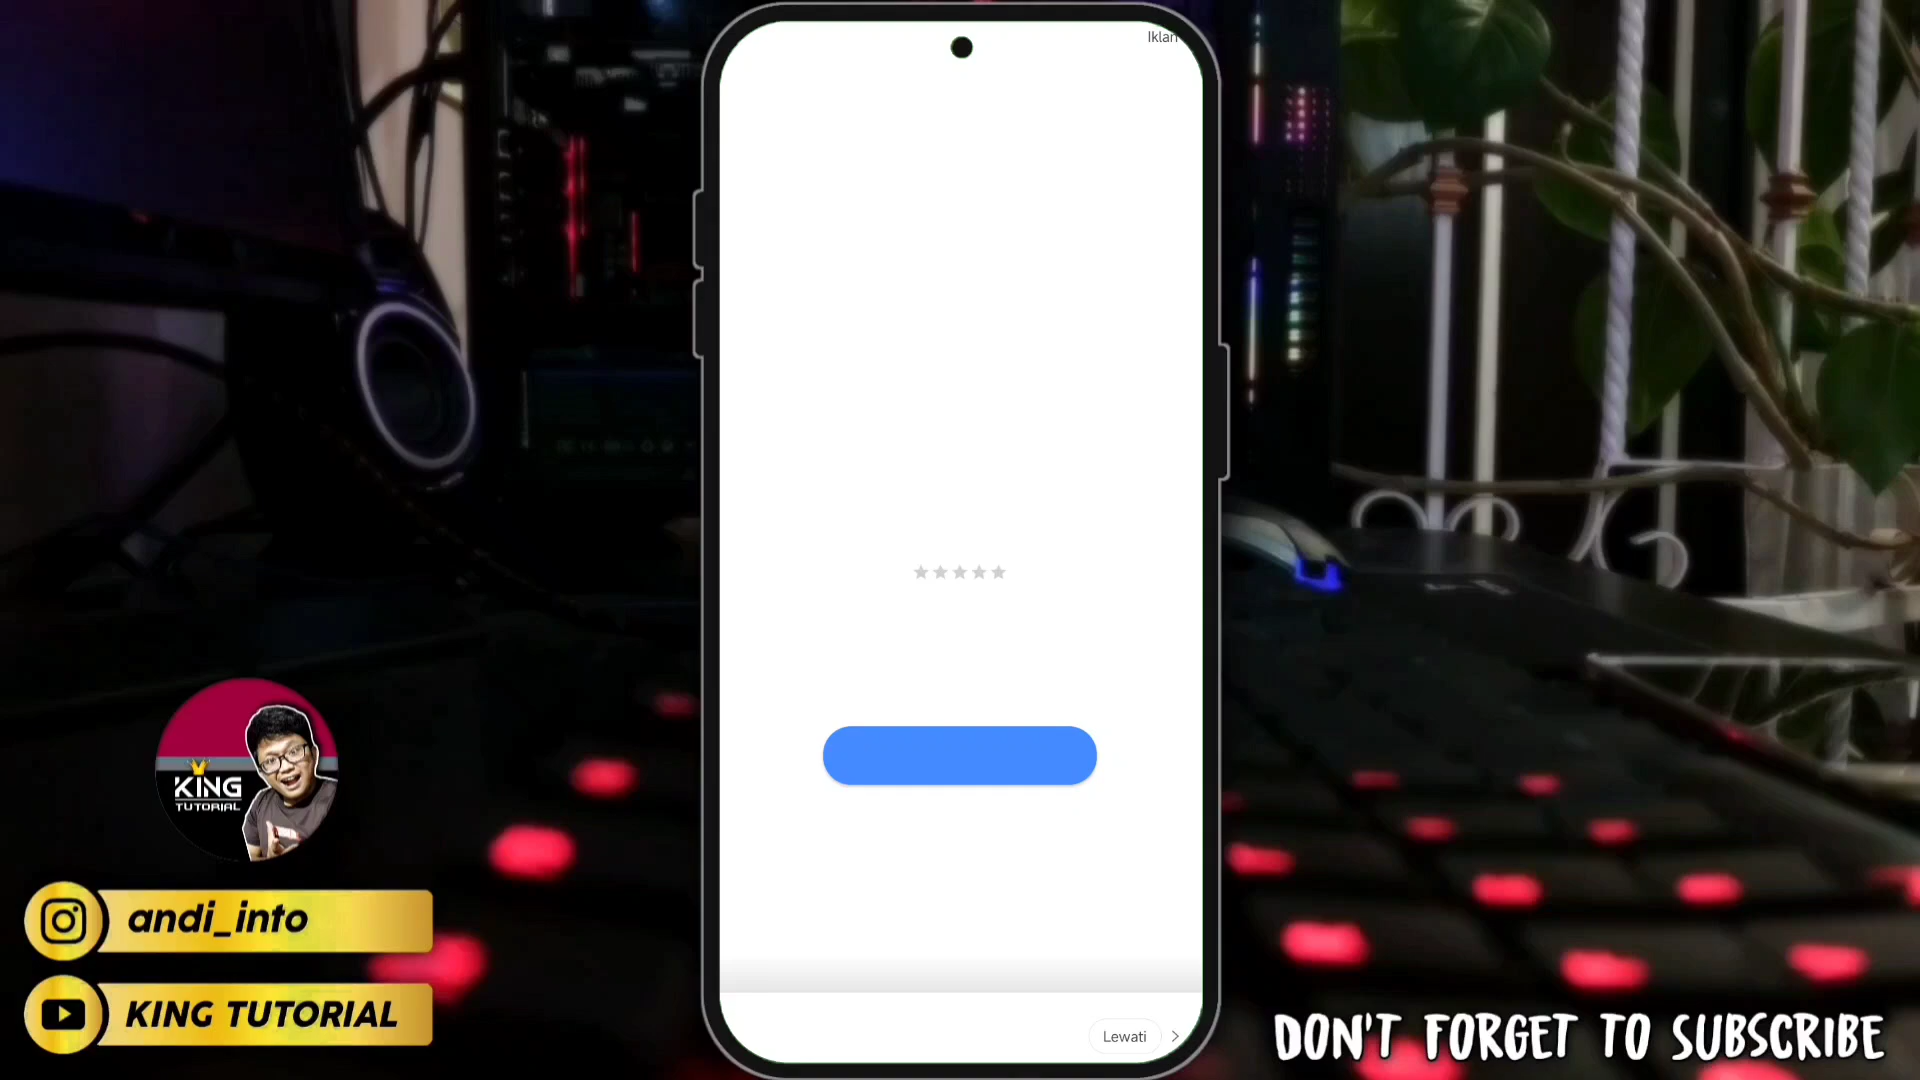 Iklan
KING
TUTORIAL
andi_info
KING TUTORIAL
Lewati
DON'T FORGET TO SUBSCRIBE